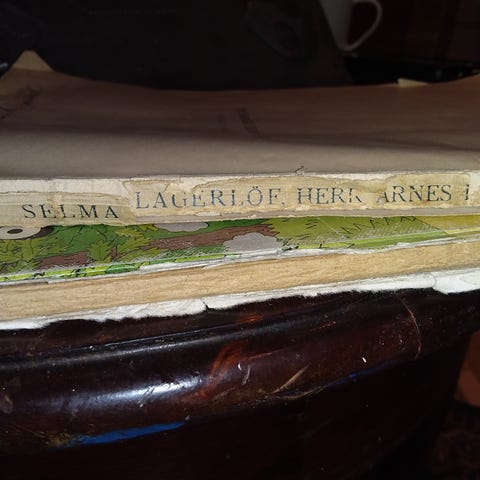 SELMA LAGERLÖF, HERR ARNES